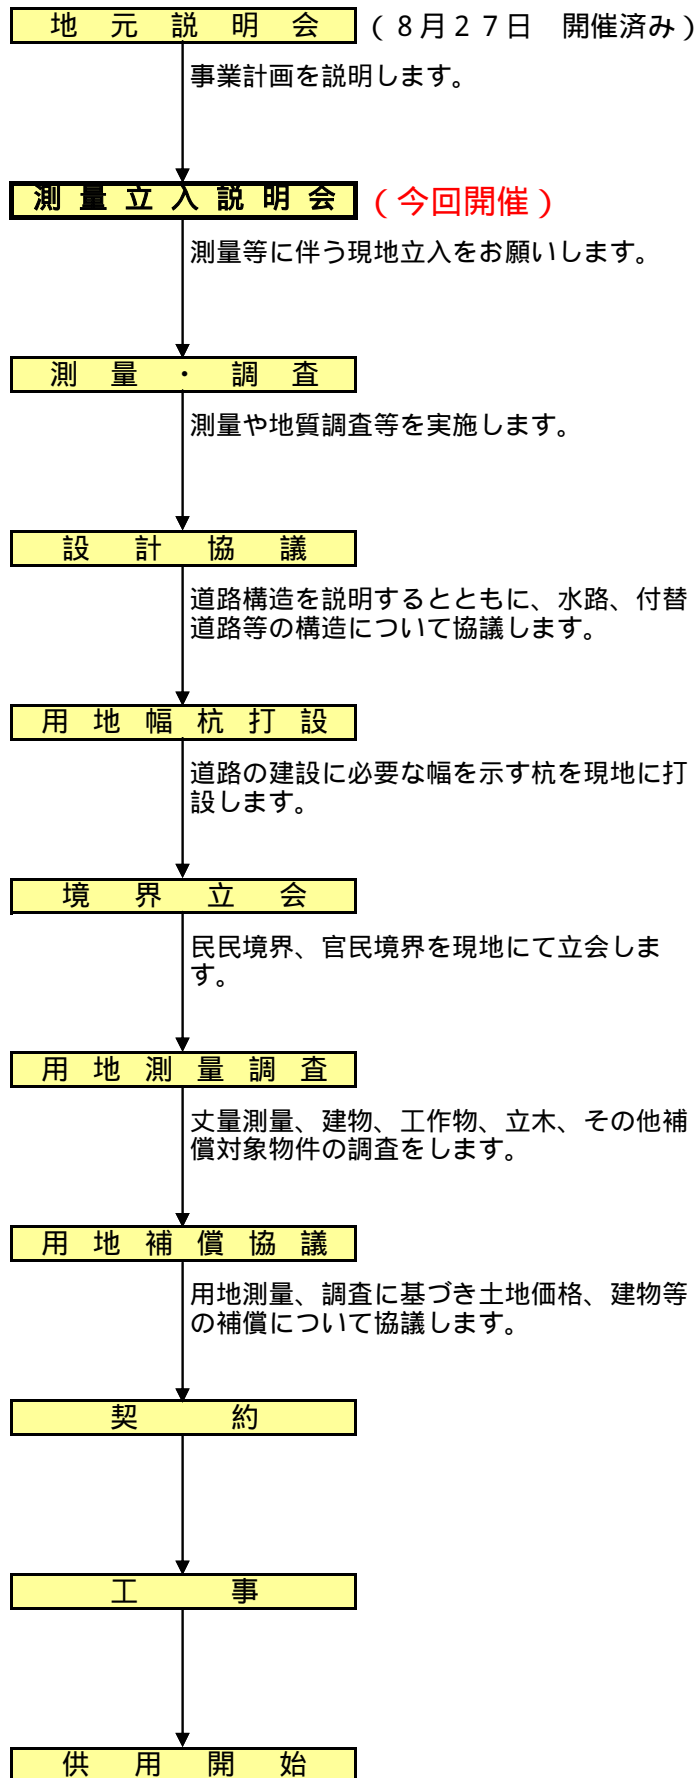 地元説明会 (8月27日 開催済み)
事業計画を説明します。
測量立入説明会 (今回開催)
測量等に伴う現地立入をお願いします。
測量・調査
測量や地質調査等を実施します。
設計協議
道路構造を説明するとともに、水路、付替
道路等の構造について協議します。
用地幅杭打設
道路の建設に必要な幅を示す杭を現地に打
設します。
境界立会
民民境界、官民境界を現地にて立会しま
す。
用地測量調査
丈量測量、建物、工作物、立木、その他補
償対象物件の調査をします。
用地補償協議
用地測量、調査に基づき土地価格、建物等
の補償について協議します。
契約
工事
供用開始